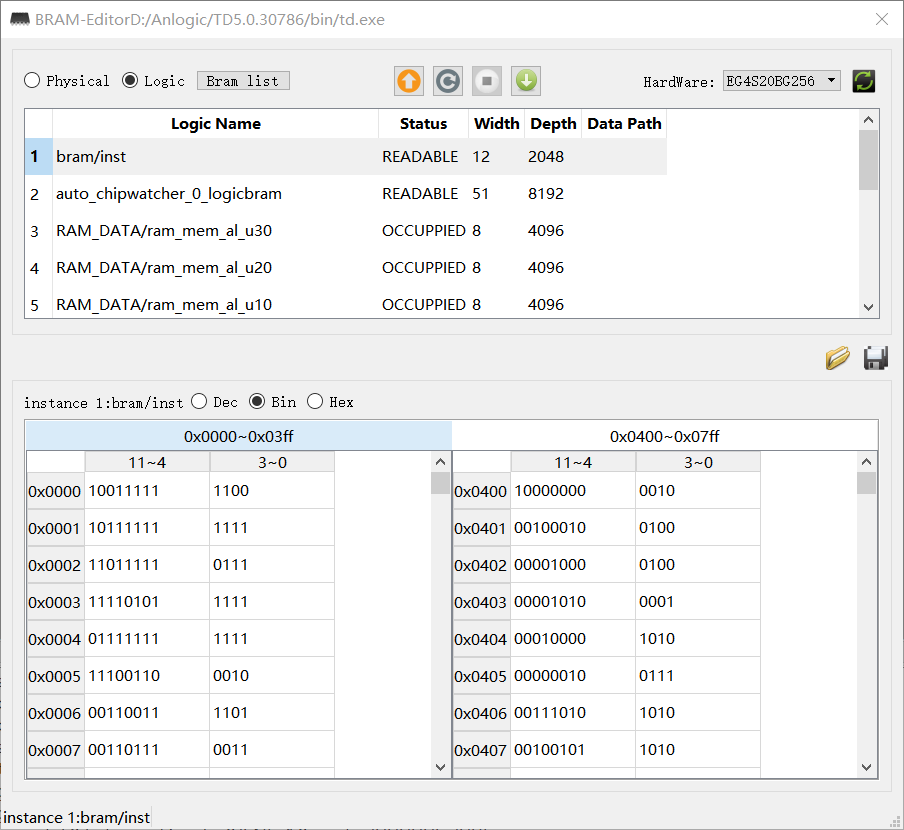 BRAM-EditorD:/Anlogic/TD5.0.30786/bin/td.exe
Physical Logic Bram list HardWare: EG4S20BG256
Logic Name Status Width Depth Data Path
1 bram/inst READABLE 12 2048
2 auto_chipwatcher_0_logicbram READABLE 51 8192
3 RAM_DATA/ram_mem_al_u30 OCCUPPIED 8 4096
4 RAM_DATA/ram_mem_al_u20 OCCUPPIED 8 4096
5 RAM_DATA/ram_mem_al_u10 OCCUPPIED 8 4096
instance 1:bram/inst Dec Bin Hex
0x0000~0x03ff 0x0400~0x07ff
11~4 3~0 11~4 3~0
0x0000 10011111 1100 0x0400 10000000 0010
0x0001 10111111 1111 0x0401 00100010 0100
0x0002 11011111 0111 0x0402 00001000 0100
0x0003 11110101 1111 0x0403 00001010 0001
0x0004 01111111 1111 0x0404 00010000 1010
0x0005 11100110 0010 0x0405 00000010 0111
0x0006 00110011 1101 0x0406 00111010 1010
0x0007 00110111 0011 0x0407 00100101 1010
instance 1:bram/inst